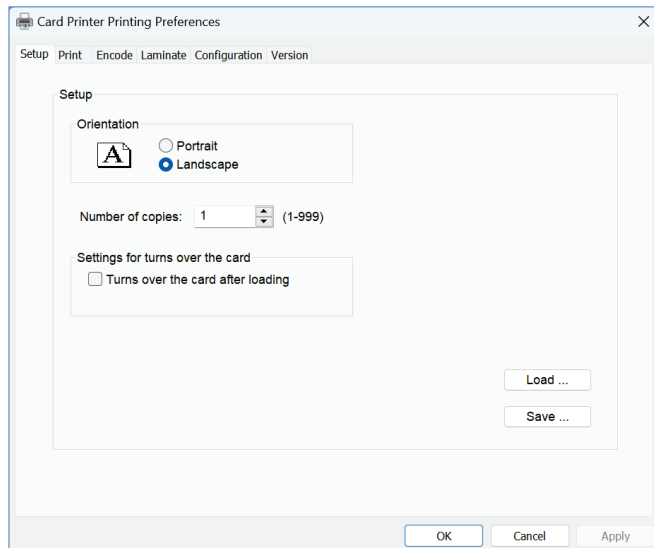 Card Printer Printing Preferences
Setup Print Encode Laminate Configuration Version
Setup
Orientation
A
Portrait
Landscape
Number of copies: 1 (1-999)
Settings for turns over the card
Turns over the card after loading
Load ...
Save ...
OK Cancel Apply